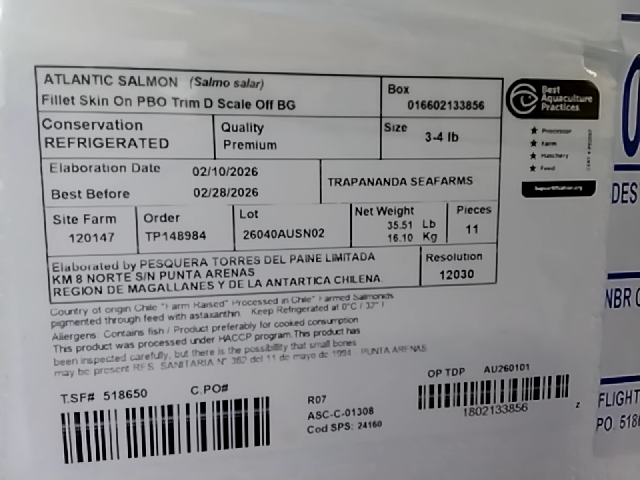 ATLANTIC SALMON (Salmo salar)
Fillet Skin On PBO Trim D Scale Off BG
Box
016602133856
Conservation
REFRIGERATED
Quality
Premium
Size
3-4 lb
Elaboration Date 02/10/2026
Best Before 02/28/2026
TRAPANANDA SEAFARMS
Site Farm
120147
Order
TP148984
Lot
26040AUSN02
Net Weight
35.51 Lb
16.10 Kg
Pieces
11
Elaborated by PESQUERA TORRES DEL PAINE LIMITADA
KM 8 NORTE S/N PUNTA ARENAS
REGION DE MAGALLANES Y DE LA ANTARTICA CHILENA.
Resolution
12030
Country of origin Chile "Farm Raised" Processed in Chile" Farmed Salmonids
pigmented through feed with astaxanthin. Keep Refrigerated at 0°C
Allergens: Contains fish / Product preferably for cooked consumption
This product was processed under HACCP program.This product has
been inspected carefully, but there is the possibility that small bones
may be present RES. SANITARIA N° 382 del 11 de mayo de 1994 - PUNTA ARENAS
T.SF# 518650
C.PO#
R07
ASC-C-01308
Cod SPS: 24160
OP TDP AU260101
1802133856
z
Best
Aquaculture
Practices
Processor
Farm
Hatchery
Feed
bapcertification.org
DES
NBR
FLIGHT
PO: 518